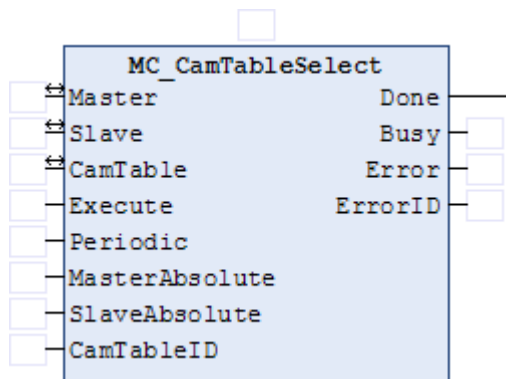 MC_CamTableSelect
Master Done
Slave Busy
CamTable Error
Execute ErrorID
Periodic
MasterAbsolute
SlaveAbsolute
CamTableID